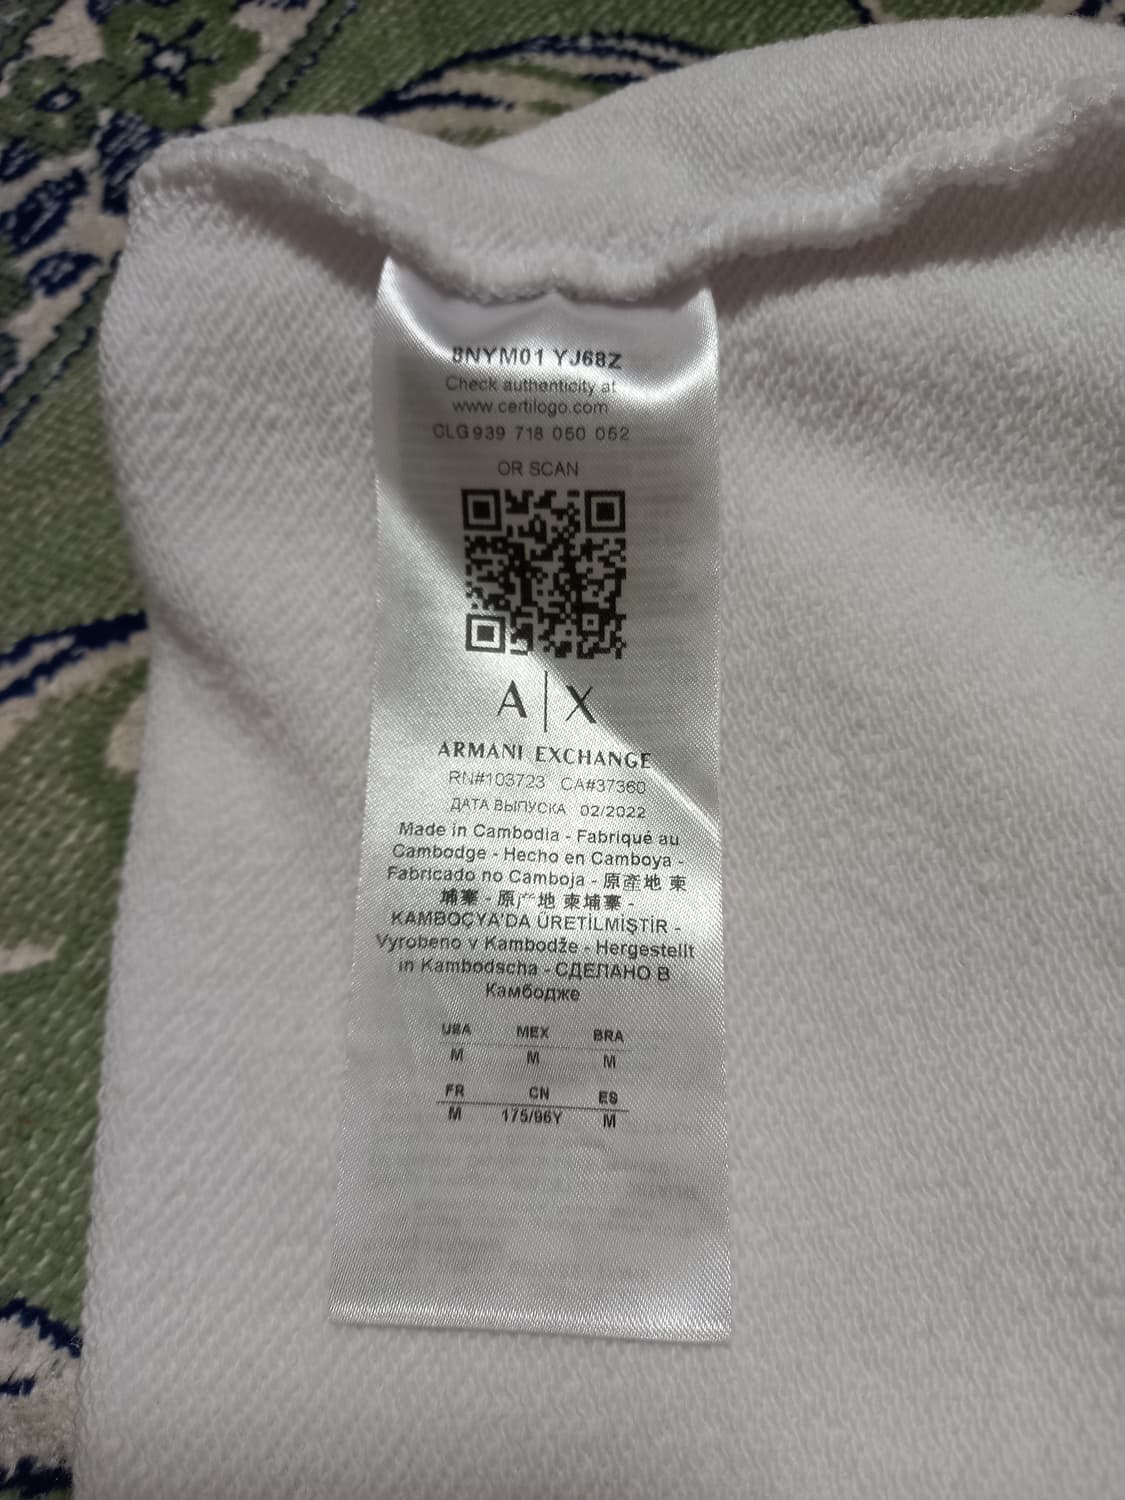 8NYM01 YJ68Z
Check authenticity at
www.certilogo.com
CLG 939 718 050 052
OR SCAN
A|X
ARMANI EXCHANGE
RN#103723 CA#37360
ДАТА ВЫПУСКА 02/2022
Made in Cambodia - Fabriqué au
Cambodge - Hecho en Camboya -
Fabricado no Camboja - 原產地 柬
埔寨 - 原产地 柬埔寨 -
KAMBOÇYA'DA ÜRETİLMİŞTİR -
Vyrobeno v Kambodže - Hergestellt
in Kambodscha - СДЕЛАНО В
Камбодже
USA MEX BRA
M M M
FR CN ES
M 175/96Y M